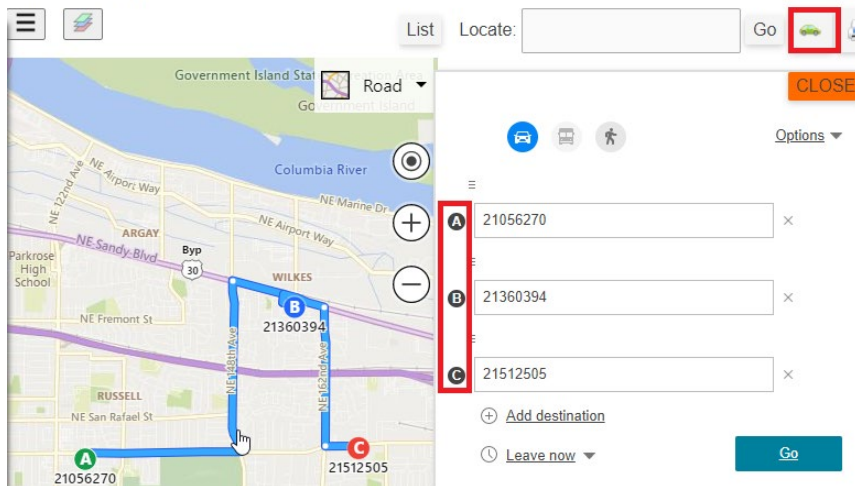 List
Locate:
Go
CLOSE
Road
Government Island State Recreation Area
Government Island
Options
Columbia River
NE Marine Dr
NE Airport Way
NE 122nd Ave
NE Airport Way
ARGAY
NE Sandy Blvd
Byp
30
Parkrose
High
School
WILKES
A
21056270
B
21360394
C
21512505
B
21360394
NE Fremont St
NE 148th Ave
NE 162nd Ave
RUSSELL
NE San Rafael St
A
21056270
C
21512505
Add destination
Leave now
Go